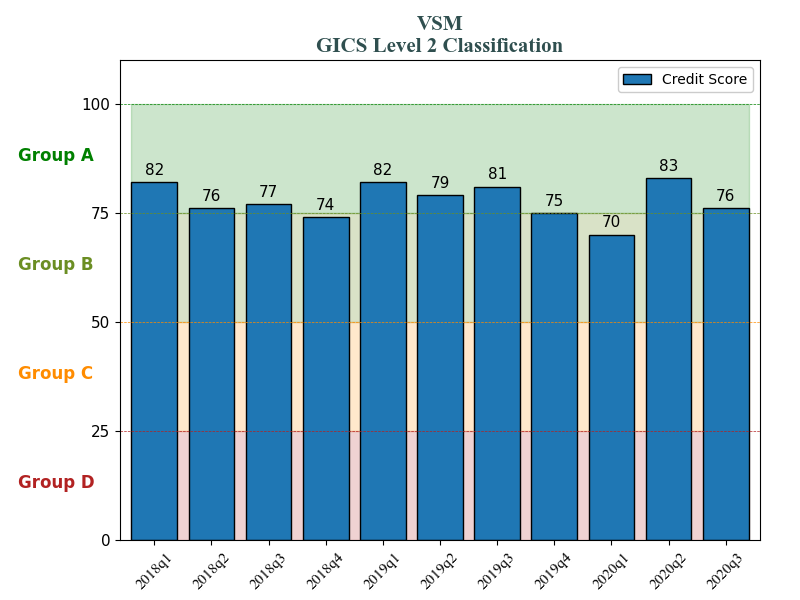 VSM
GICS Level 2 Classification
Credit Score
100
Group A
82
76
77
74
82
79
81
75
70
83
76
75
Group B
50
Group C
25
Group D
0
2018q1
2018q2
2018q3
2018q4
2019q1
2019q2
2019q3
2019q4
2020q1
2020q2
2020q3